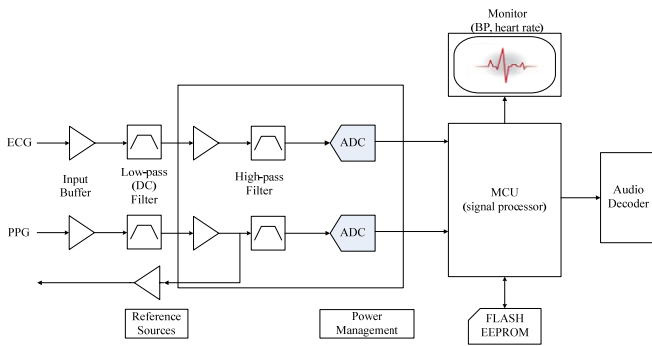 Monitor
(BP, heart rate)
ECG
Input
Buffer
Low-pass
(DC)
Filter
High-pass
Filter
ADC
MCU
(signal processor)
Audio
Decoder
PPG
ADC
Reference
Sources
Power
Management
FLASH
EEPROM